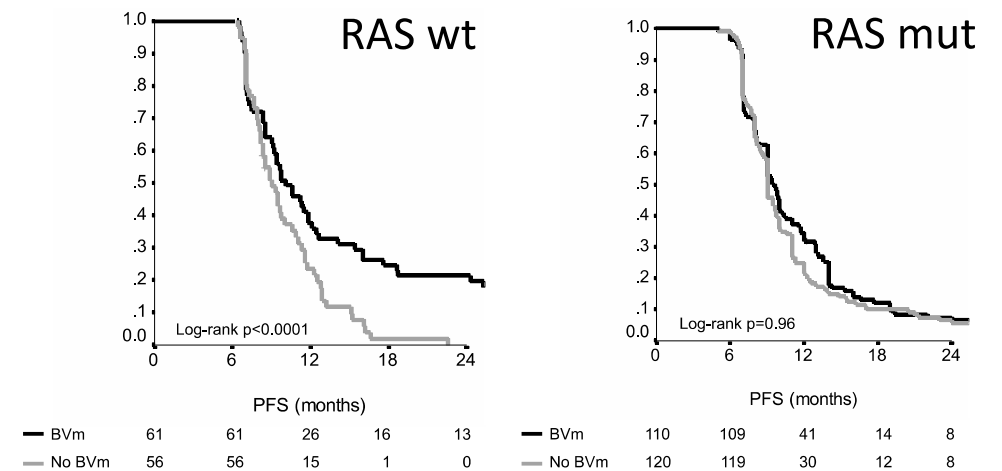 RAS wt
1.0
.9
.8
.7
.6
.5
.4
.3
.2
.1
0.0
Log-rank p<0.0001
0 6 12 18 24
PFS (months)
BVm 61 61 26 16 13
No BVm 56 56 15 1 0
RAS mut
1.0
.9
.8
.7
.6
.5
.4
.3
.2
.1
0.0
Log-rank p=0.96
0 6 12 18 24
PFS (months)
BVm 110 109 41 14 8
No BVm 120 119 30 12 8